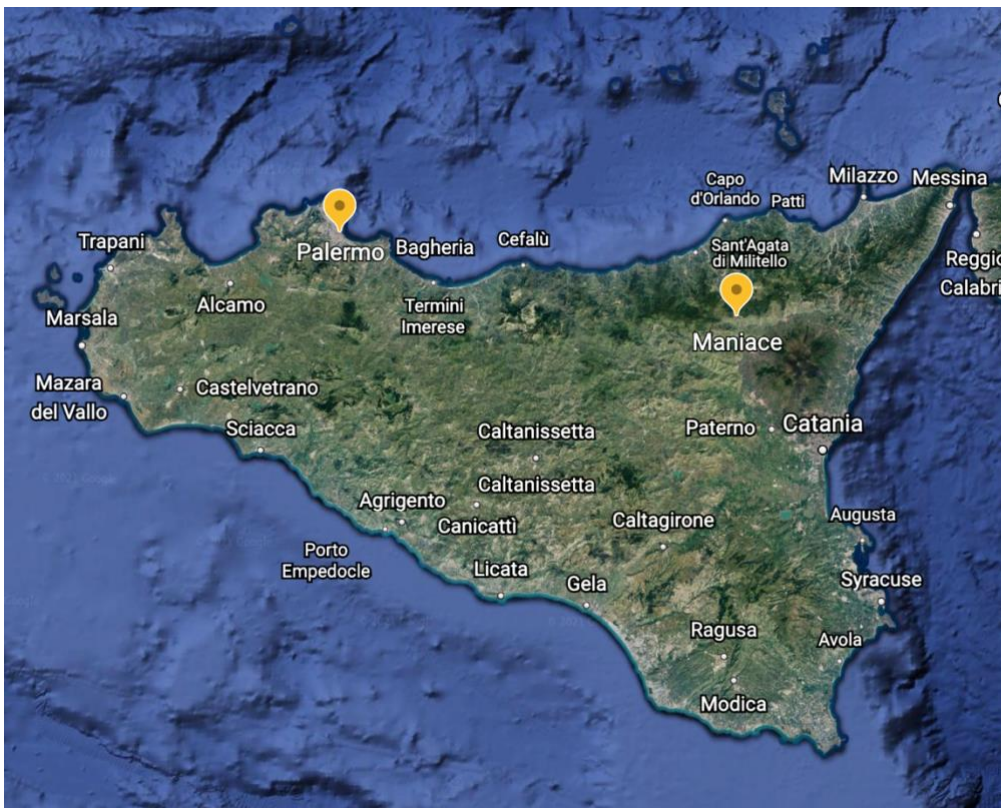 Milazzo
Messina
Capo
d'Orlando
Patti
Trapani
Palermo
Bagheria
Cefalù
Sant'Agata
di Militello
Reggio
Calabri
Alcamo
Termini
Imerese
Marsala
Maniace
Mazara
del Vallo
Castelvetrano
Sciacca
Caltanissetta
Paterno
Catania
Caltanissetta
Agrigento
Canicattì
Caltagirone
Augusta
Porto
Empedocle
Licata
Gela
Syracuse
Ragusa
Avola
Modica